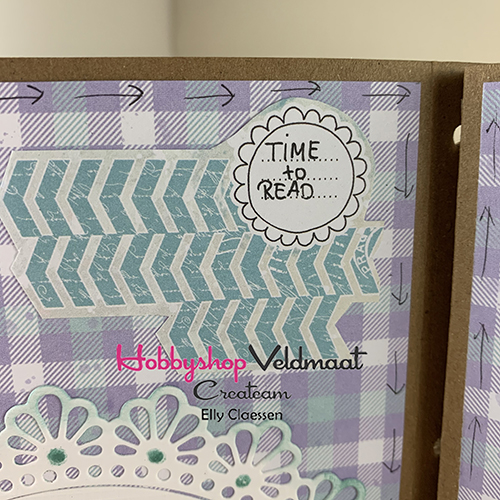 TiME
to
READ
Hobbyshop Veldmaat
Createam
Elly Claessen